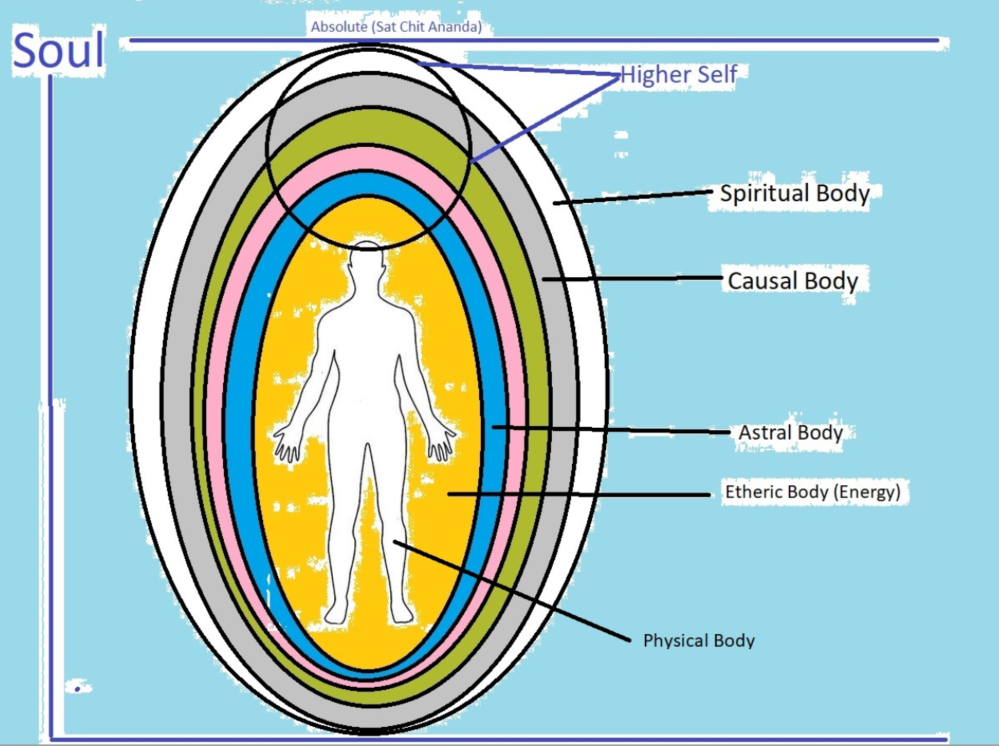 Absolute (Sat Chit Ananda)
Soul
Higher Self
Spiritual Body
Causal Body
Astral Body
Etheric Body (Energy)
Physical Body